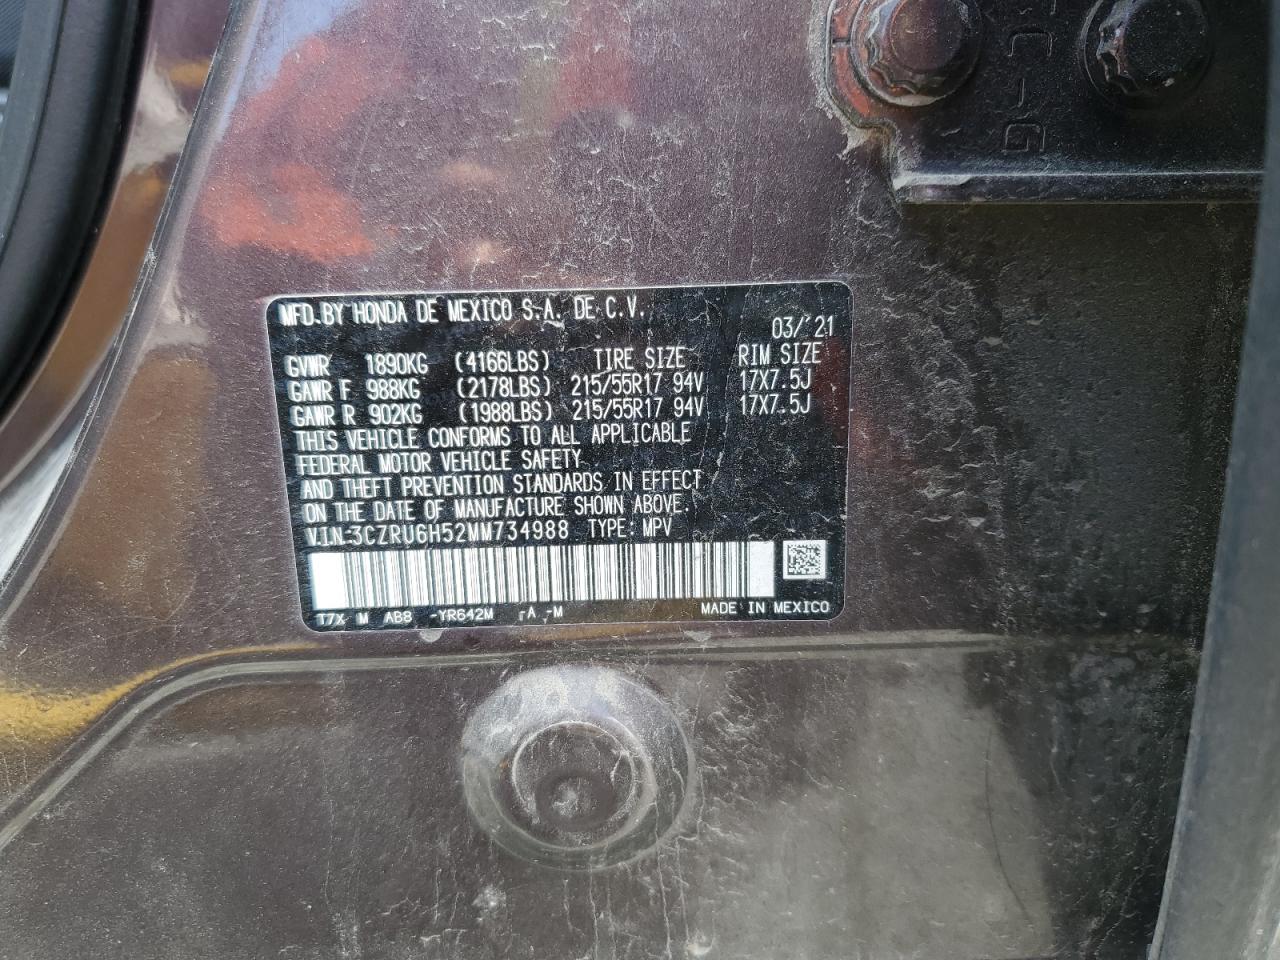 MFD. BY HONDA DE MEXICO S.A. DE C.V.
03/'21
GVWR 1890KG (4166LBS) TIRE SIZE RIM SIZE
GAWR F 988KG (2178LBS) 215/55R17 94V 17X7.5J
GAWR R 902KG (1988LBS) 215/55R17 94V 17X7.5J
THIS VEHICLE CONFORMS TO ALL APPLICABLE
FEDERAL MOTOR VEHICLE SAFETY
AND THEFT PREVENTION STANDARDS IN EFFECT
ON THE DATE OF MANUFACTURE SHOWN ABOVE.
V.I.N:3CZRU6H52MM734988 TYPE: MPV
T7X M AB8 -YR642M -A -M MADE IN MEXICO